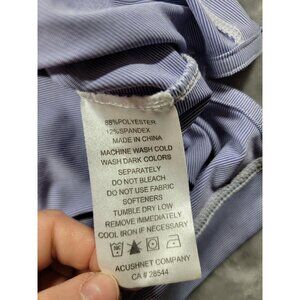 88%POLYESTER
12%SPANDEX
MADE IN CHINA
MACHINE WASH COLD
WASH DARK COLORS
SEPARATELY
DO NOT BLEACH
DO NOT USE FABRIC
SOFTENERS
TUMBLE DRY LOW
REMOVE IMMEDIATELY
COOL IRON IF NECESSARY
ACUSHNET COMPANY
CA # 28544